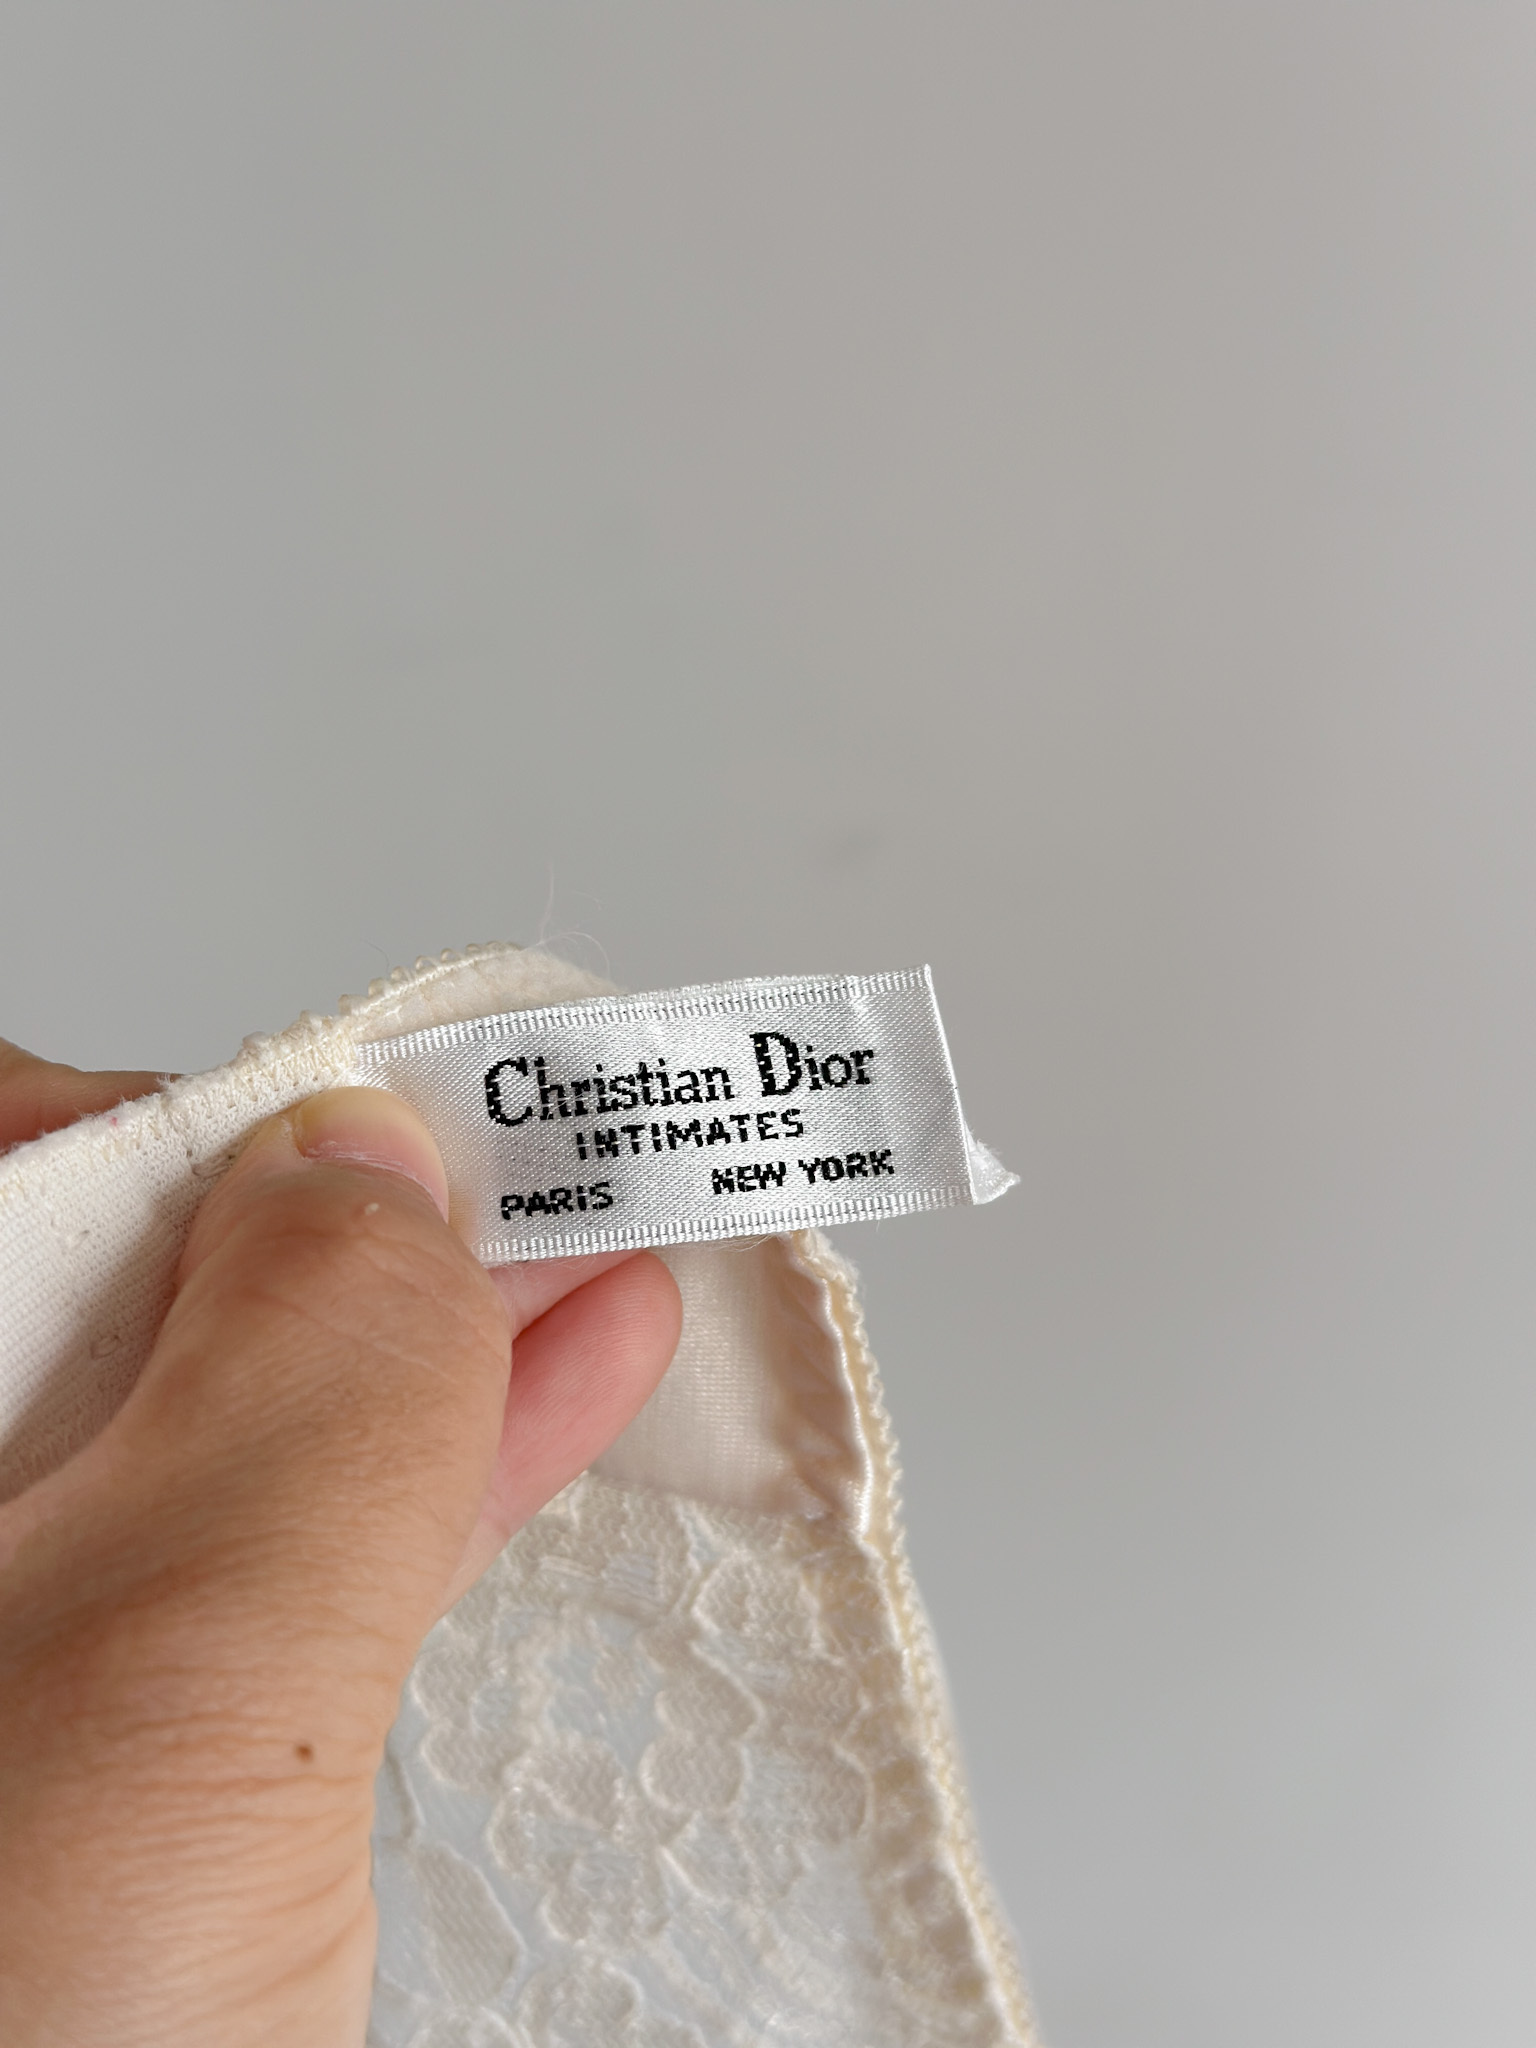 Christian Dior
INTIMATES
PARIS NEW YORK